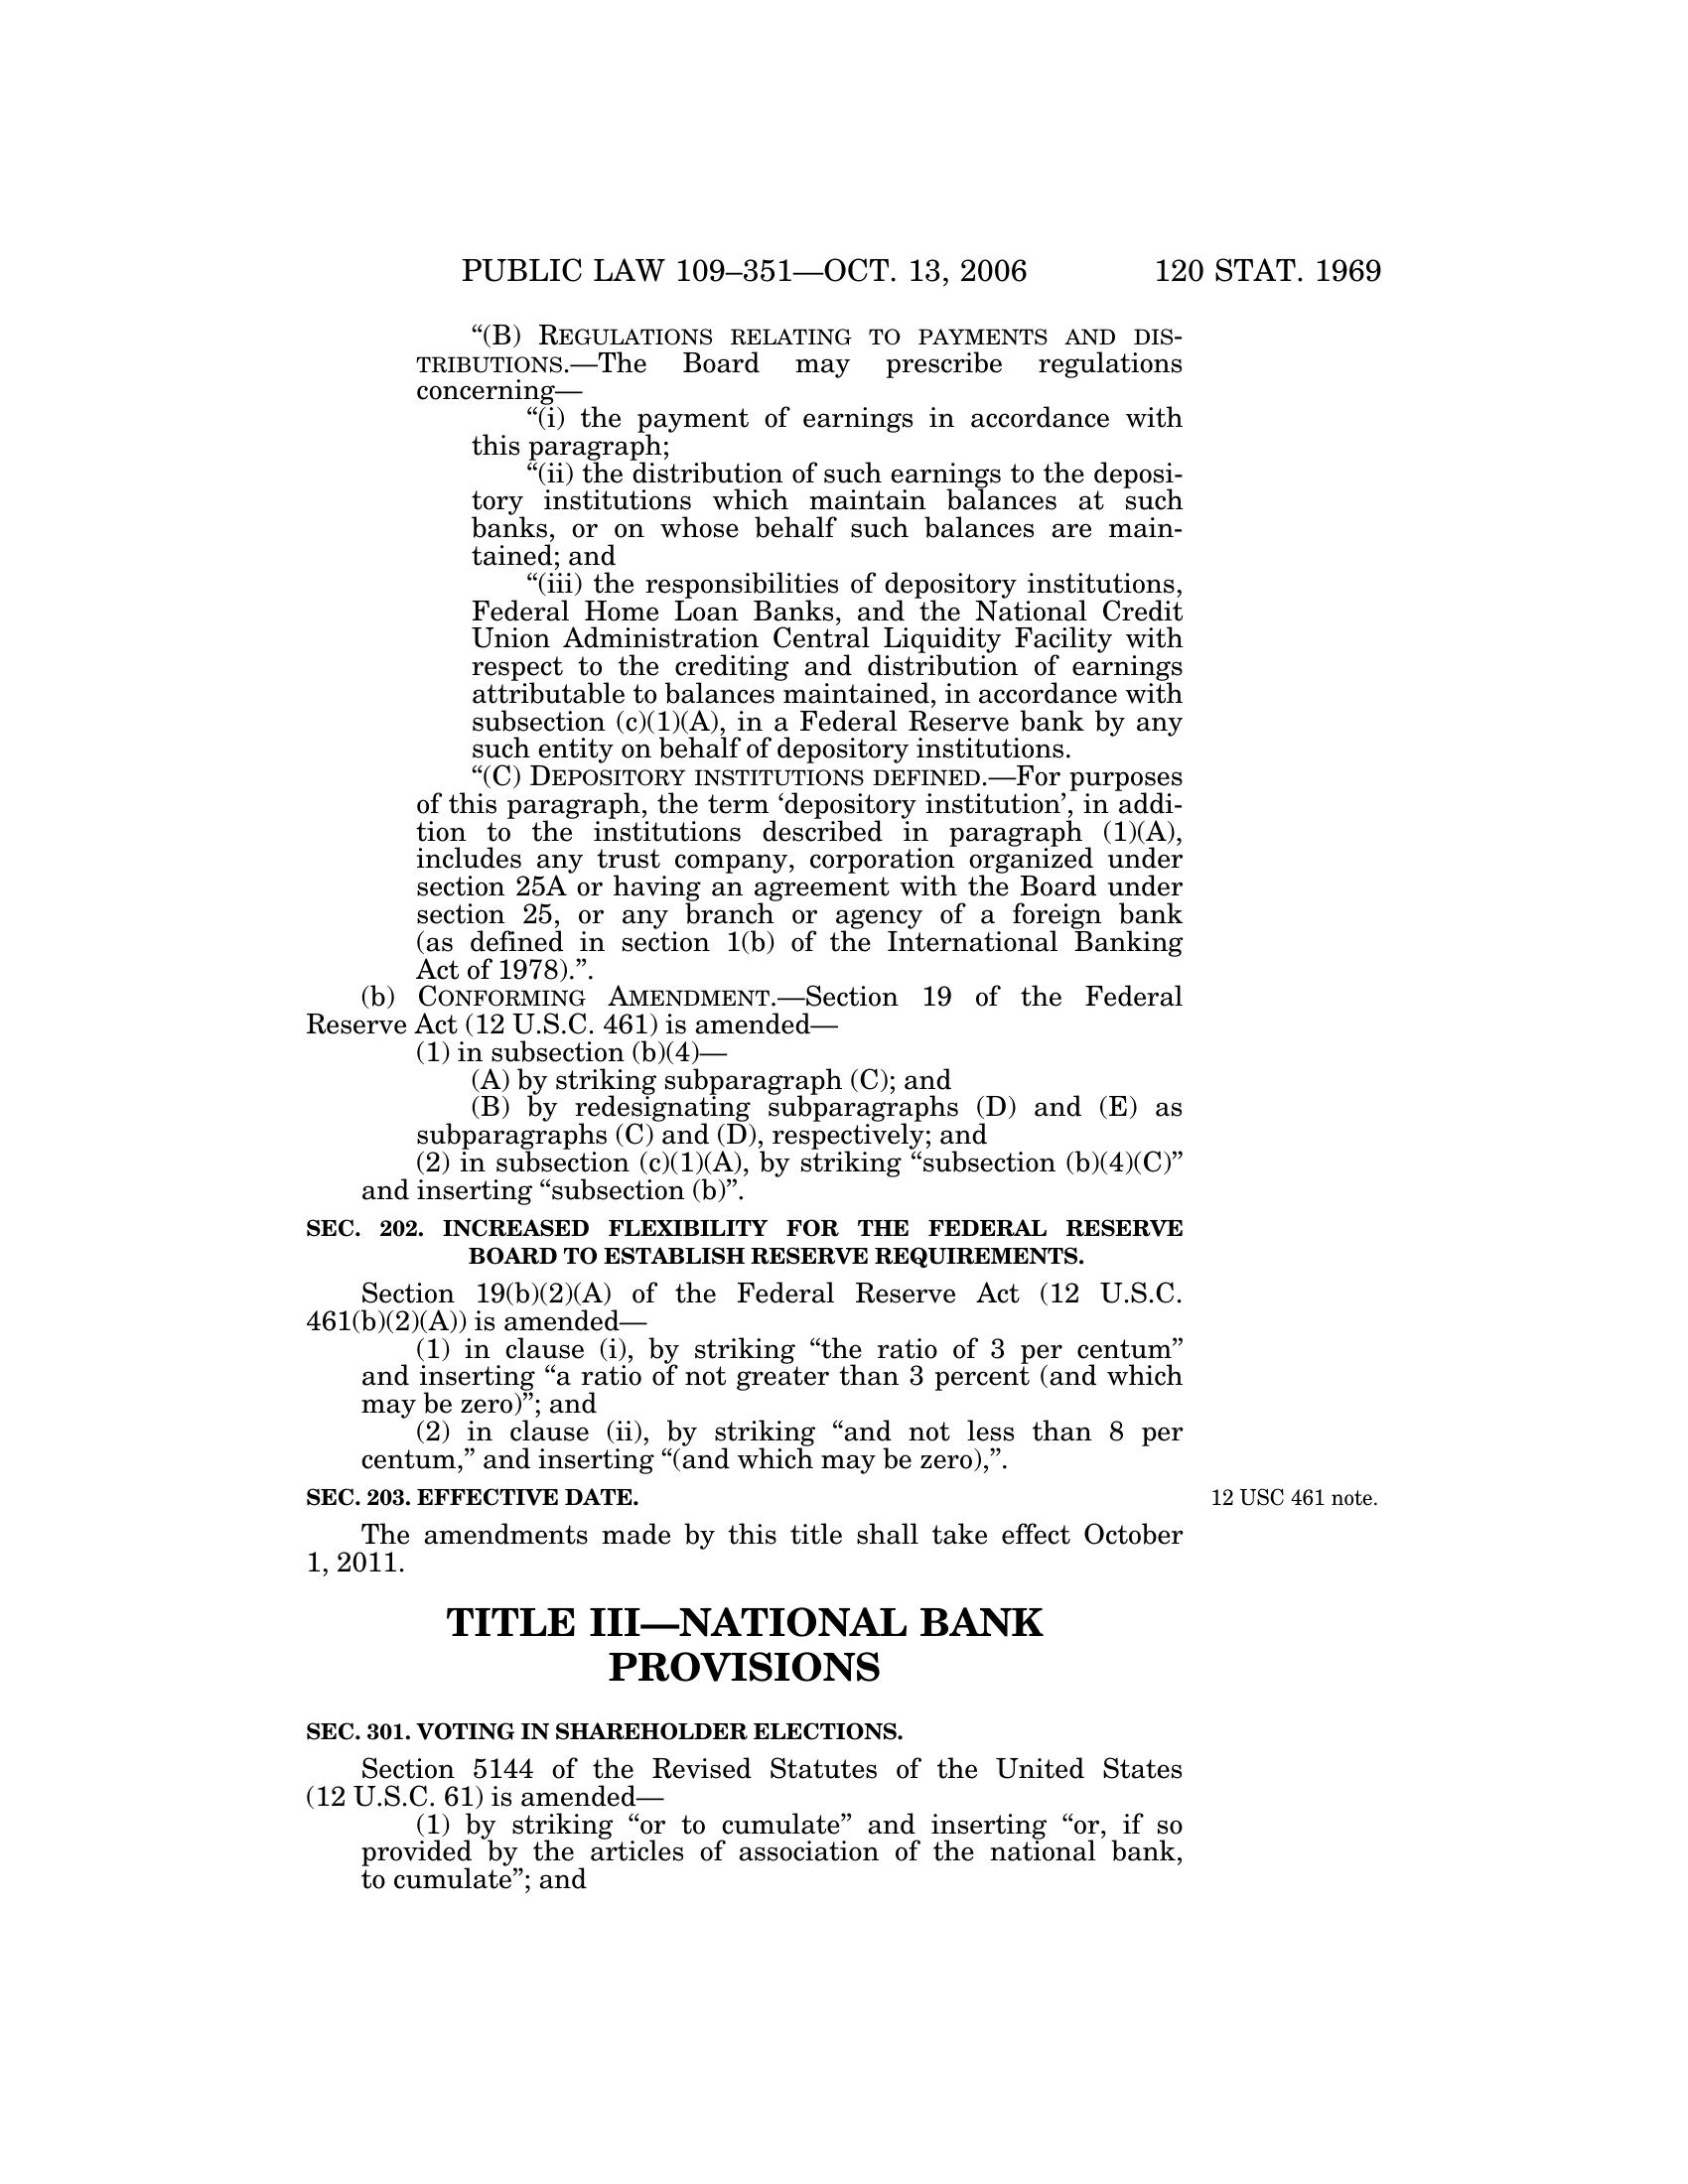 PUBLIC LAW 109–351—OCT. 13, 2006 120 STAT. 1969
“(B) REGULATIONS RELATING TO PAYMENTS AND DIS-
TRIBUTIONS.—The Board may prescribe regulations
concerning—
“(i) the payment of earnings in accordance with
this paragraph;
“(ii) the distribution of such earnings to the deposi-
tory institutions which maintain balances at such
banks, or on whose behalf such balances are main-
tained; and
“(iii) the responsibilities of depository institutions,
Federal Home Loan Banks, and the National Credit
Union Administration Central Liquidity Facility with
respect to the crediting and distribution of earnings
attributable to balances maintained, in accordance with
subsection (c)(1)(A), in a Federal Reserve bank by any
such entity on behalf of depository institutions.
“(C) DEPOSITORY INSTITUTIONS DEFINED.—For purposes
of this paragraph, the term ‘depository institution’, in addi-
tion to the institutions described in paragraph (1)(A),
includes any trust company, corporation organized under
section 25A or having an agreement with the Board under
section 25, or any branch or agency of a foreign bank
(as defined in section 1(b) of the International Banking
Act of 1978).”.
(b) CONFORMING AMENDMENT.—Section 19 of the Federal
Reserve Act (12 U.S.C. 461) is amended—
(1) in subsection (b)(4)—
(A) by striking subparagraph (C); and
(B) by redesignating subparagraphs (D) and (E) as
subparagraphs (C) and (D), respectively; and
(2) in subsection (c)(1)(A), by striking “subsection (b)(4)(C)”
and inserting “subsection (b)”.
SEC. 202. INCREASED FLEXIBILITY FOR THE FEDERAL RESERVE
BOARD TO ESTABLISH RESERVE REQUIREMENTS.
Section 19(b)(2)(A) of the Federal Reserve Act (12 U.S.C.
461(b)(2)(A)) is amended—
(1) in clause (i), by striking “the ratio of 3 per centum”
and inserting “a ratio of not greater than 3 percent (and which
may be zero)”; and
(2) in clause (ii), by striking “and not less than 8 per
centum,” and inserting “(and which may be zero),”.
SEC. 203. EFFECTIVE DATE. 12 USC 461 note.
The amendments made by this title shall take effect October
1, 2011.
TITLE III—NATIONAL BANK
PROVISIONS
SEC. 301. VOTING IN SHAREHOLDER ELECTIONS.
Section 5144 of the Revised Statutes of the United States
(12 U.S.C. 61) is amended—
(1) by striking “or to cumulate” and inserting “or, if so
provided by the articles of association of the national bank,
to cumulate”; and